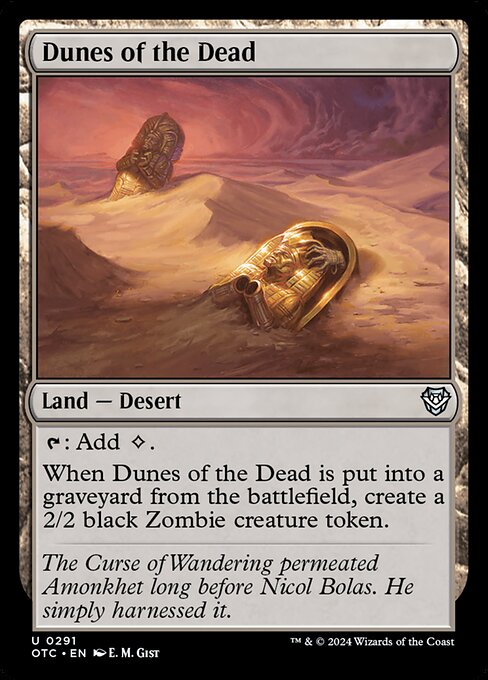 Dunes of the Dead
Land — Desert
: Add .
When Dunes of the Dead is put into a
graveyard from the battlefield, create a
2/2 black Zombie creature token.
The Curse of Wandering permeated
Amonkhet long before Nicol Bolas. He
simply harnessed it.
U 0291
OTC • EN E. M. Gist
™ & © 2024 Wizards of the Coast